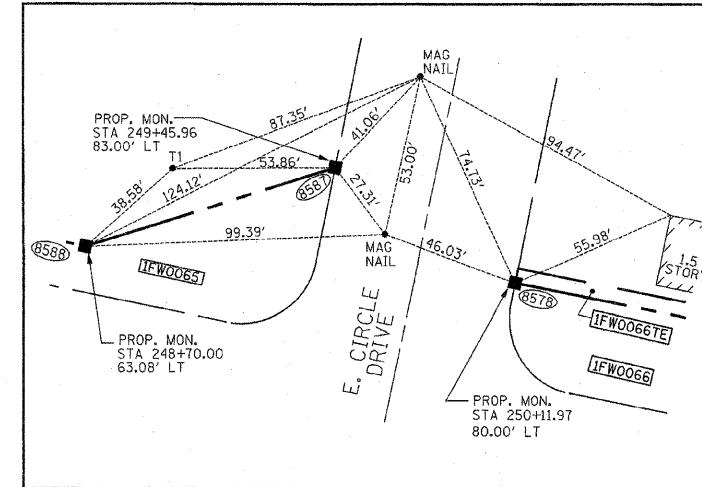 MAG
NAIL
PROP. MON.
STA 249+45.96
83.00' LT
87.35'
41.06'
94.47'
T1
53.86'
124.12'
38.58'
8587
27.31'
53.00'
74.73'
99.39'
MAG
NAIL
46.03'
55.98'
8588
1FW0065
1.5
STOR
8578
1FW0066TE
E. CIRCLE
DRIVE
PROP. MON.
STA 248+70.00
63.08' LT
1FW0066
PROP. MON.
STA 250+11.97
80.00' LT